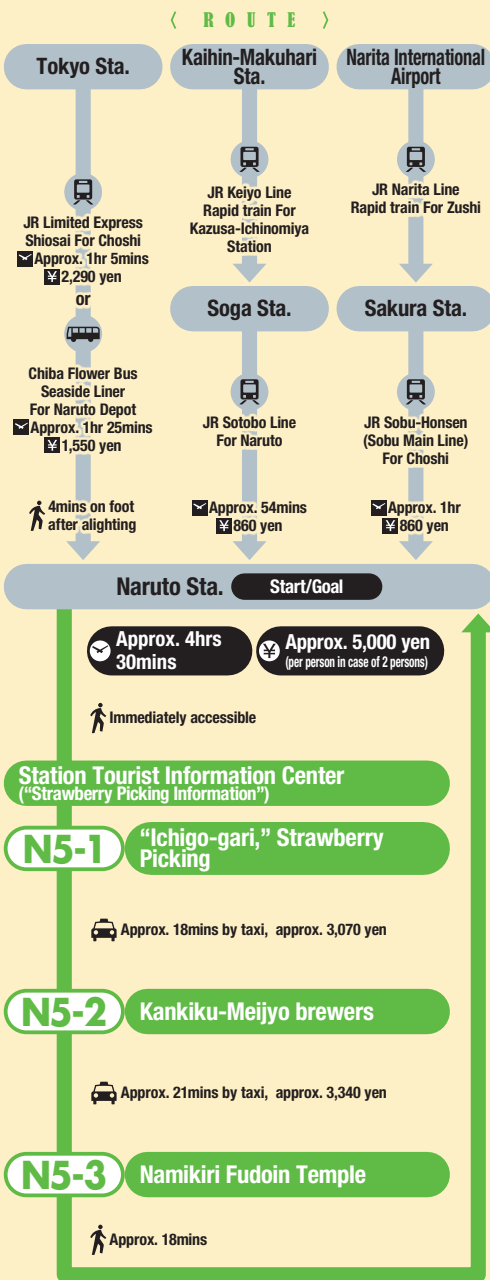 〈 ROUTE 〉
Tokyo Sta.
JR Limited Express
Shiosai For Choshi
Approx. 1hr 5mins
¥2,290 yen
or
Chiba Flower Bus
Seaside Liner
For Naruto Depot
Approx. 1hr 25mins
¥1,550 yen
4mins on foot
after alighting
Kaihin-Makuhari
Sta.
JR Keiyo Line
Rapid train For
Kazusa-Ichinomiya
Station
Soga Sta.
JR Sotobo Line
For Naruto
Approx. 54mins
¥860 yen
Narita International
Airport
JR Narita Line
Rapid train For Zushi
Sakura Sta.
JR Sobu-Honsen
(Sobu Main Line)
For Choshi
Approx. 1hr
¥860 yen
Naruto Sta. Start/Goal
Approx. 4hrs
30mins
¥ Approx. 5,000 yen
(per person in case of 2 persons)
Immediately accessible
Station Tourist Information Center
(“Strawberry Picking Information”)
N5-1 “Ichigo-gari,” Strawberry
Picking
Approx. 18mins by taxi, approx. 3,070 yen
N5-2 Kankiku-Meijyo brewers
Approx. 21mins by taxi, approx. 3,340 yen
N5-3 Namikiri Fudoin Temple
Approx. 18mins